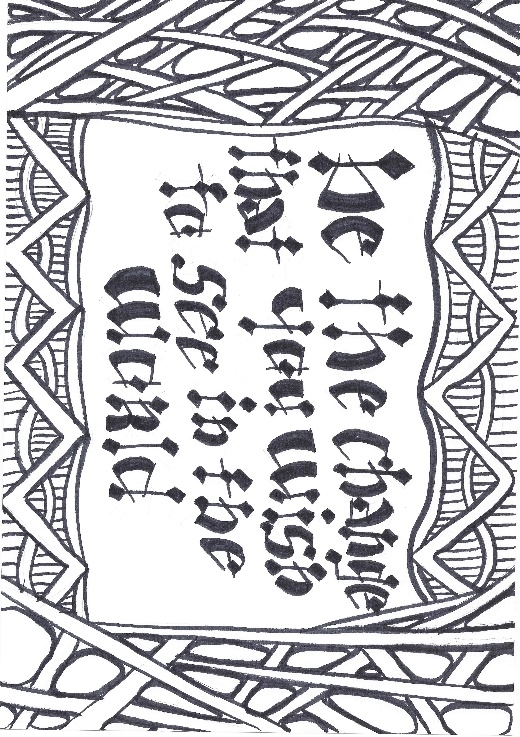 Be the change
that you wish
to see in the
world